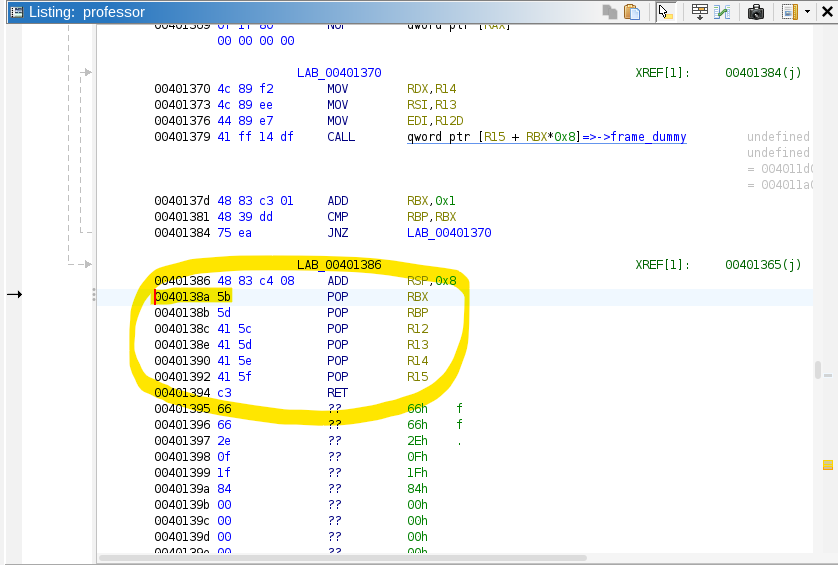 Listing: professor
00401369 0f 1f 80 NOP qword ptr [RAX]
00 00 00 00
LAB_00401370 XREF[1]: 00401384(j)
00401370 4c 89 f2 MOV RDX,R14
00401373 4c 89 ee MOV RSI,R13
00401376 44 89 e7 MOV EDI,R12D
00401379 41 ff 14 df CALL qword ptr [R15 + RBX*0x8]=>->frame_dummy undefined
undefined
= 004011d0
= 004011a0
0040137d 48 83 c3 01 ADD RBX,0x1
00401381 48 39 dd CMP RBP,RBX
00401384 75 ea JNZ LAB_00401370
LAB_00401386 XREF[1]: 00401365(j)
00401386 48 83 c4 08 ADD RSP,0x8
0040138a 5b POP RBX
0040138b 5d POP RBP
0040138c 41 5c POP R12
0040138e 41 5d POP R13
00401390 41 5e POP R14
00401392 41 5f POP R15
00401394 c3 RET
00401395 66 ?? 66h f
00401396 66 ?? 66h f
00401397 2e ?? 2Eh .
00401398 0f ?? 0Fh
00401399 1f ?? 1Fh
0040139a 84 ?? 84h
0040139b 00 ?? 00h
0040139c 00 ?? 00h
0040139d 00 ?? 00h
0040139e 00 ?? 00h